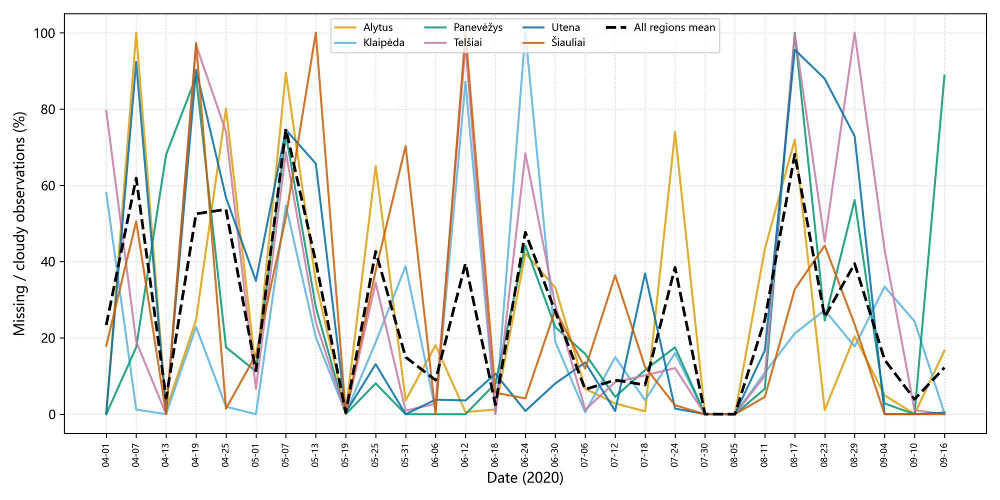 Alytus Panevėžys Utena All regions mean
Klaipėda Telšiai Šiauliai
Missing / cloudy observations (%)
100
80
60
40
20
0
04-01 04-07 04-13 04-19 04-25 05-01 05-07 05-13 05-19 05-25 05-31 06-06 06-12 06-18 06-24 06-30 07-06 07-12 07-18 07-24 07-30 08-05 08-11 08-17 08-23 08-29 09-04 09-10 09-16
Date (2020)